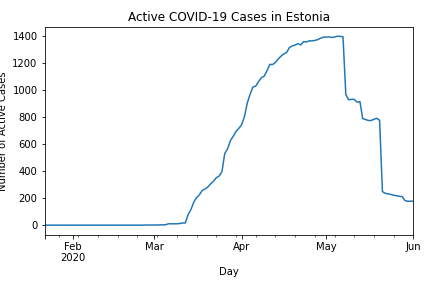 Active COVID-19 Cases in Estonia
Number of Active Cases
1400
1200
1000
800
600
400
200
0
Feb
2020
Mar
Apr
May
Jun
Day